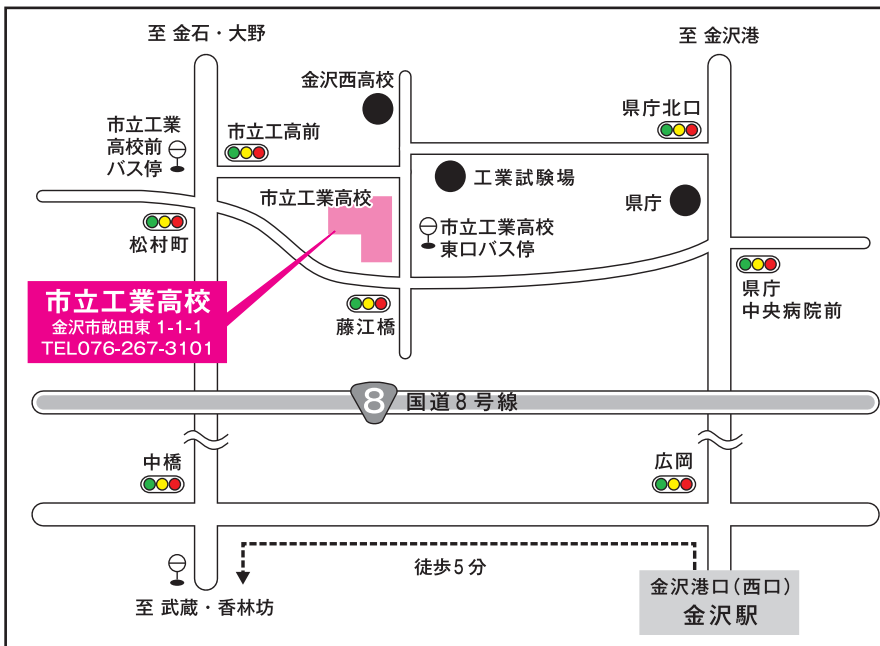 至 金石・大野
至 金沢港
金沢西高校
県庁北口
市立工業
高校前
バス停
市立工高前
市立工業高校
工業試験場
県庁
市立工業高校
東口バス停
松村町
県庁
中央病院前
市立工業高校
金沢市畝田東 1-1-1
TEL076-267-3101
藤江橋
8
国道8号線
中橋
広岡
徒歩5分
金沢港口(西口)
金沢駅
至 武蔵・香林坊